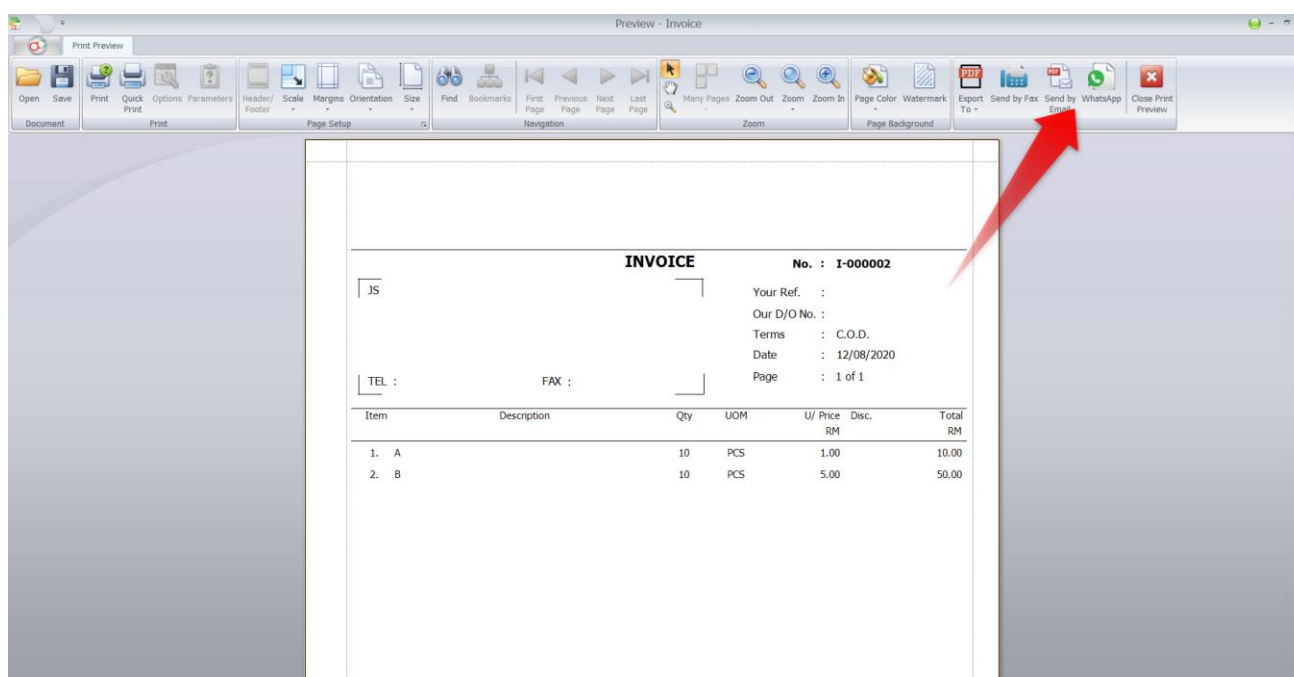 Preview - Invoice
Print Preview
Open Save Print Quick Print Options Parameters Header/ Footer Scale Margins Orientation Size Find Bookmarks First Page Previous Page Next Page Last Page Many Pages Zoom Out Zoom Zoom In Page Color Watermark PDF Export To Send by Fax Send by Email WhatsApp Close Print Preview
Document Print Page Setup Navigation Zoom Page Background
INVOICE No. : I-000002
JS
Your Ref. :
Our D/O No. :
Terms : C.O.D.
Date : 12/08/2020
TEL : FAX : Page : 1 of 1
Item Description Qty UOM U/ Price Disc. Total
RM RM
1. A 10 PCS 1.00 10.00
2. B 10 PCS 5.00 50.00